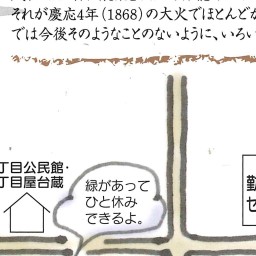 それが慶応4年（1868）の大火でほとんどが
では今後そのようなことのないように、いろい
丁目公民館・
丁目屋台蔵
緑があって
ひと休み
できるよ。
勤
セ